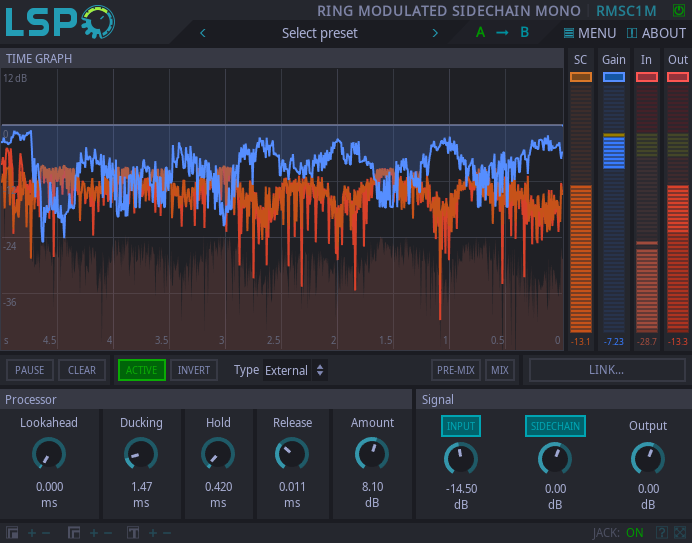 LSP
RING MODULATED SIDECHAIN MONO RMSC1M
Select preset
A → B
MENU
ABOUT
TIME GRAPH
SC Gain In Out
12 dB
0
-24
-36
s 4.5 4 3.5 3 2.5 2 1.5 1 0.5 0
-13.1 -7.23 -28.7 -13.3
PAUSE CLEAR ACTIVE INVERT Type External PRE-MIX MIX LINK...
Processor
Signal
Lookahead Ducking Hold Release Amount
INPUT SIDECHAIN Output
0.000 1.47 0.420 0.011 8.10
ms ms ms ms dB
-14.50 0.00 0.00
dB dB dB
JACK: ON